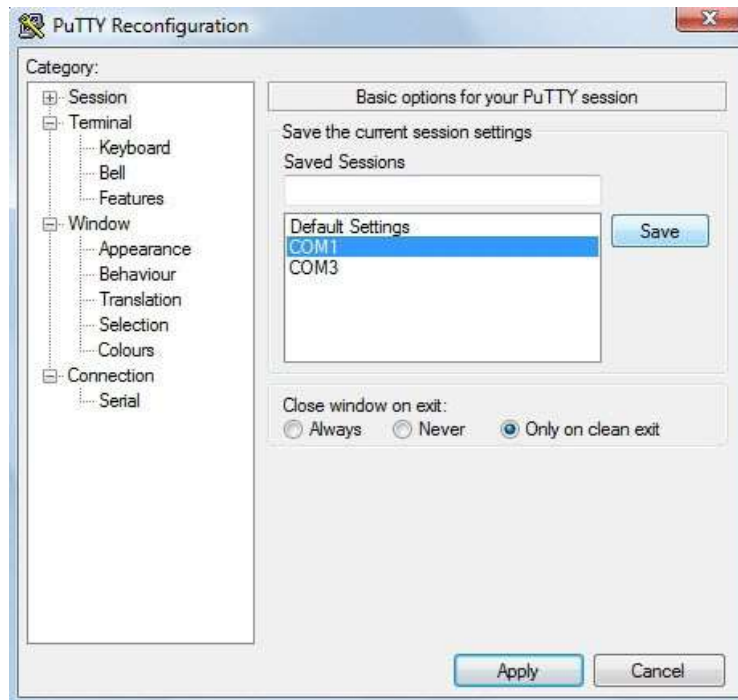 PuTTY Reconfiguration
Category:
Session
Terminal
Keyboard
Bell
Features
Window
Appearance
Behaviour
Translation
Selection
Colours
Connection
Serial
Basic options for your PuTTY session
Save the current session settings
Saved Sessions
Default Settings
COM1
COM3
Save
Close window on exit:
Always Never Only on clean exit
Apply Cancel